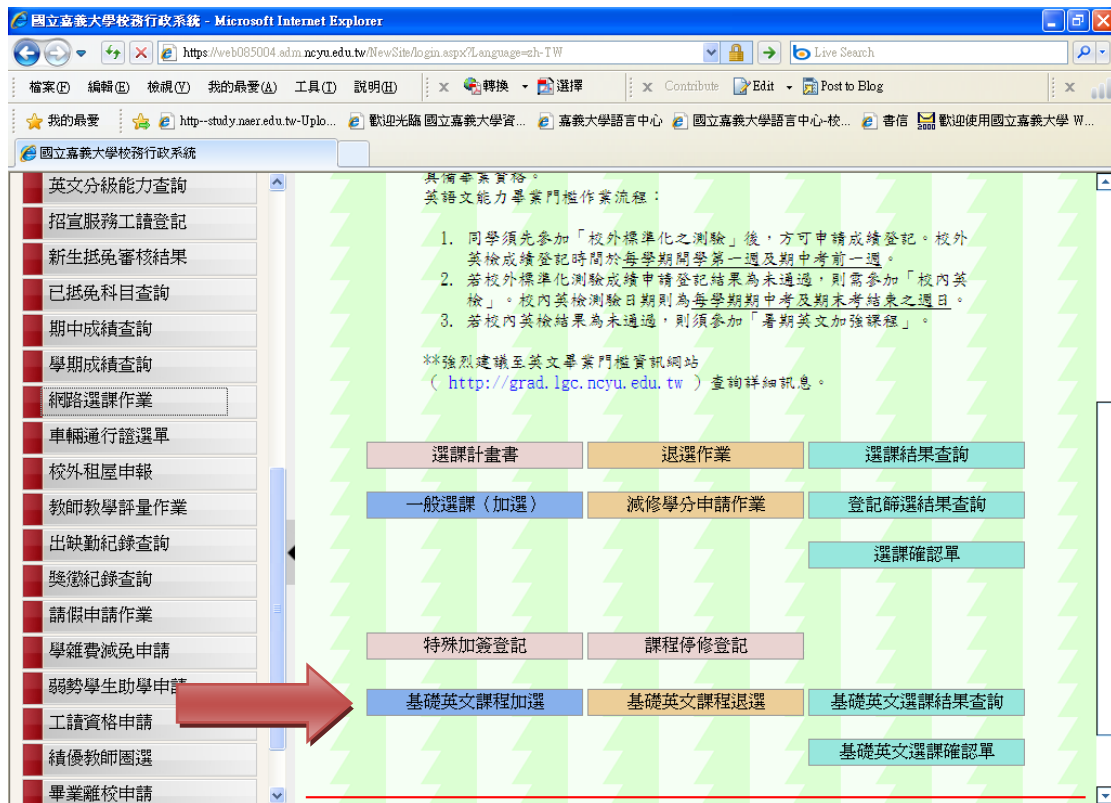 國立嘉義大學校務行政系統 - Microsoft Internet Explorer
https://web085004.adm.ncyu.edu.tw/NewSite/login.aspx?Language=zh-TW
Live Search
檔案(F) 編輯(E) 檢視(V) 我的最愛(A) 工具(T) 說明(H) x 轉換 選擇 x Contribute Edit Post to Blog x
我的最愛 http--study.naer.edu.tw-Uplo... 歡迎光臨 國立嘉義大學資... 嘉義大學語言中心 國立嘉義大學語言中心-校... 書信 歡迎使用國立嘉義大學 W...
國立嘉義大學校務行政系統
英文分級能力查詢
招宣服務工讀登記
新生抵免審核結果
已抵免科目查詢
期中成績查詢
學期成績查詢
網路選課作業
車輛通行證選單
校外租屋申報
教師教學評量作業
出缺勤紀錄查詢
獎懲紀錄查詢
請假申請作業
學雜費減免申請
弱勢學生助學申請
工讀資格申請
績優教師圈選
畢業離校申請
具備畢業資格。
英語文能力畢業門檻作業流程：
1. 同學須先參加「校外標準化之測驗」後，方可申請成績登記。校外
英檢成績登記時間於每學期開學第一週及期中考前一週。
2. 若校外標準化測驗成績申請登記結果為未通過，則需參加「校內英
檢」。校內英檢測驗日期則為每學期期中考及期末考結束之週日。
3. 若校內英檢結果為未通過，則須參加「暑期英文加強課程」。
**強烈建議至英文畢業門檻資訊網站
( http://grad.lgc.ncyu.edu.tw ) 查詢詳細訊息。
選課計畫書 退選作業 選課結果查詢
一般選課（加選） 減修學分申請作業 登記篩選結果查詢
選課確認單
特殊加簽登記 課程停修登記
基礎英文課程加選 基礎英文課程退選 基礎英文選課結果查詢
基礎英文選課確認單